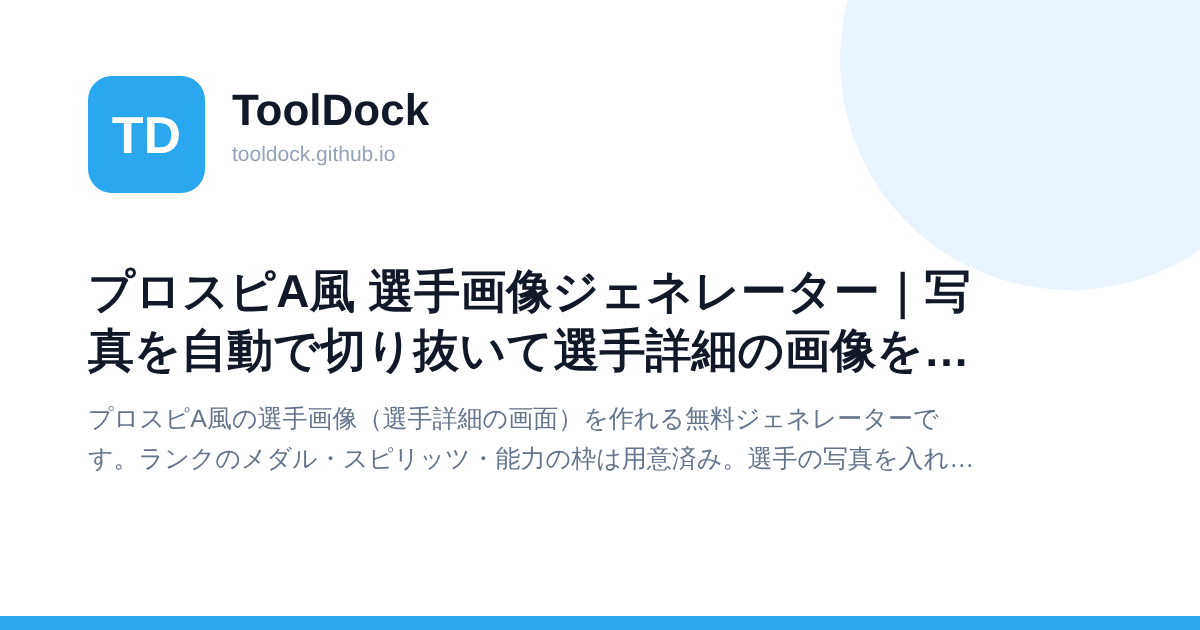 TD
ToolDock
tooldock.github.io
プロスピA風 選手画像ジェネレーター｜写
真を自動で切り抜いて選手詳細の画像を…
プロスピA風の選手画像（選手詳細の画面）を作れる無料ジェネレーターで
す。ランクのメダル・スピリッツ・能力の枠は用意済み。選手の写真を入れ…